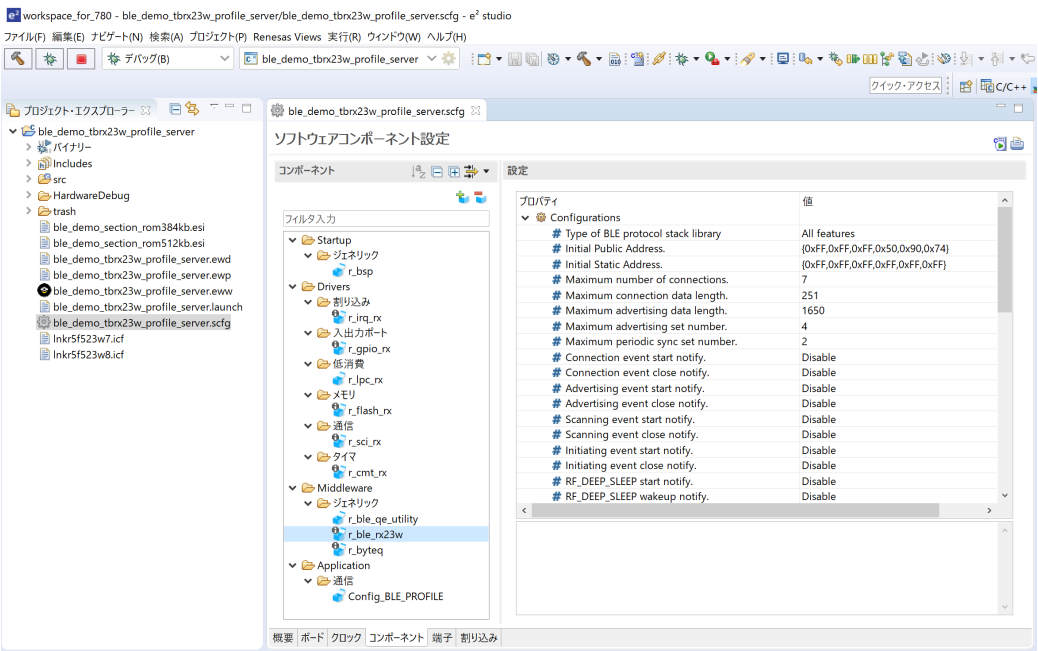 workspace_for_780 - ble_demo_tbrx23w_profile_server/ble_demo_tbrx23w_profile_server.scfg - e² studio
ファイル(F) 編集(E) ナビゲート(N) 検索(A) プロジェクト(P) Renesas Views 実行(R) ウィンドウ(W) ヘルプ(H)
デバッグ(B)
ble_demo_tbrx23w_profile_server
クイック・アクセス
C/C++
プロジェクト・エクスプローラー
ble_demo_tbrx23w_profile_server
バイナリー
Includes
src
HardwareDebug
trash
ble_demo_section_rom384kb.esi
ble_demo_section_rom512kb.esi
ble_demo_tbrx23w_profile_server.ewd
ble_demo_tbrx23w_profile_server.ewp
ble_demo_tbrx23w_profile_server.eww
ble_demo_tbrx23w_profile_server.launch
ble_demo_tbrx23w_profile_server.scfg
lnkr5f523w7.icf
lnkr5f523w8.icf
ble_demo_tbrx23w_profile_server.scfg
ソフトウェアコンポーネント設定
コンポーネント
フィルタ入力
Startup
ジェネリック
r_bsp
Drivers
割り込み
r_irq_rx
入出力ポート
r_gpio_rx
低消費
r_lpc_rx
メモリ
r_flash_rx
通信
r_sci_rx
タイマ
r_cmt_rx
Middleware
ジェネリック
r_ble_qe_utility
r_ble_rx23w
r_byteq
Application
通信
Config_BLE_PROFILE
設定
プロパティ 値
Configurations
Type of BLE protocol stack library All features
Initial Public Address. {0xFF,0xFF,0xFF,0x50,0x90,0x74}
Initial Static Address. {0xFF,0xFF,0xFF,0xFF,0xFF,0xFF}
Maximum number of connections. 7
Maximum connection data length. 251
Maximum advertising data length. 1650
Maximum advertising set number. 4
Maximum periodic sync set number. 2
Connection event start notify. Disable
Connection event close notify. Disable
Advertising event start notify. Disable
Advertising event close notify. Disable
Scanning event start notify. Disable
Scanning event close notify. Disable
Initiating event start notify. Disable
Initiating event close notify. Disable
RF_DEEP_SLEEP start notify. Disable
RF_DEEP_SLEEP wakeup notify. Disable
概要 ボード クロック コンポーネント 端子 割り込み